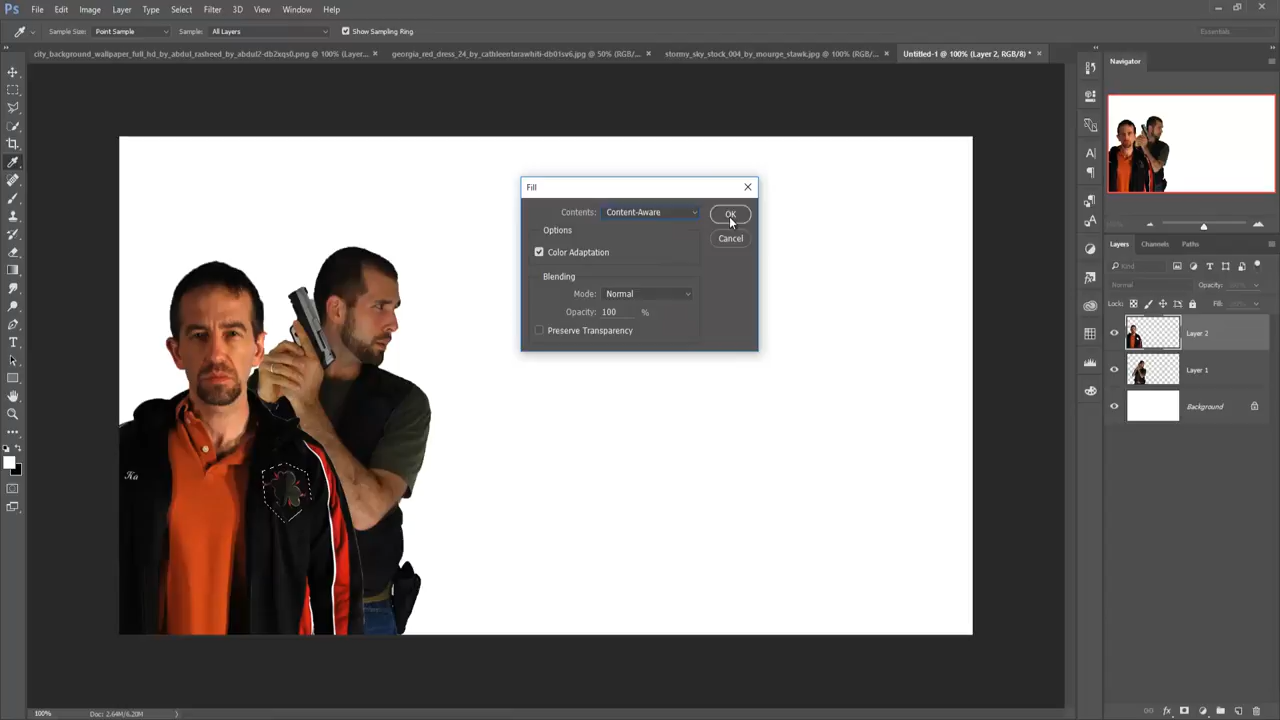 Ps File Edit Image Layer Type Select Filter 3D View Window Help
Sample Size: Point Sample Sample: All Layers Show Sampling Ring Essentials
city_background_wallpaper_full_hd_by_abdul_rasheed_by_abdul2-db2xqs0.png @ 100% (Layer... × georgia_red_dress_24_by_cathleentarawhiti-db01sv6.jpg @ 50% (RGB/... × stormy_sky_stock_004_by_mourge_stawk.jpg @ 100% (RGB/... × Untitled-1 @ 100% (Layer 2, RGB/8) * ×
Navigator
Fill
Contents: Content-Aware OK
Options
Cancel
Color Adaptation
Blending
Mode: Normal
Opacity: 100 %
Preserve Transparency
Layers Channels Paths
Kind
Normal Opacity: 100%
Lock: Fill: 100%
Layer 2
Layer 1
Background
Ka
100% Doc: 2.64M/6.20M